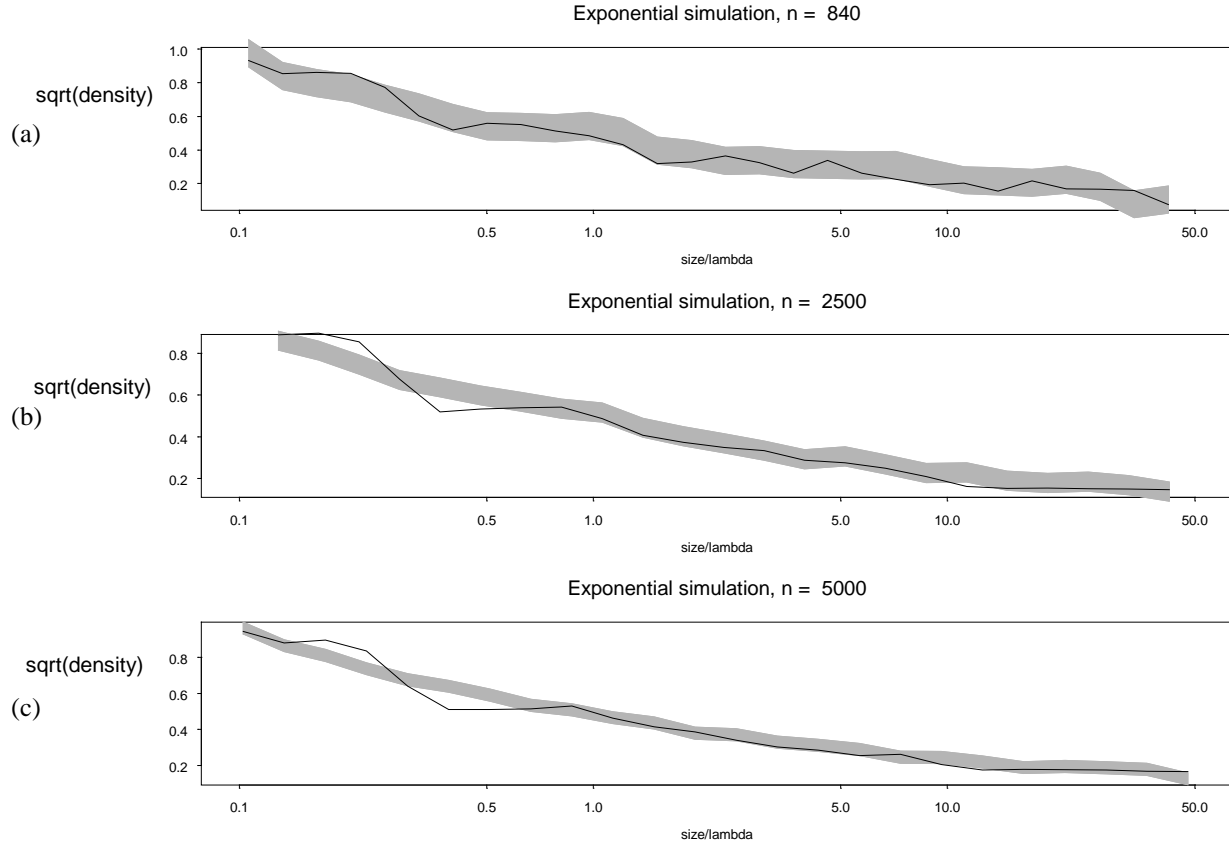 Exponential simulation, n = 840
1.0
0.8
sqrt(density)
0.6
(a)
0.4
0.2
0.1 0.5 1.0 5.0 10.0 50.0
size/lambda
Exponential simulation, n = 2500
0.8
sqrt(density)
0.6
(b)
0.4
0.2
0.1 0.5 1.0 5.0 10.0 50.0
size/lambda
Exponential simulation, n = 5000
0.8
sqrt(density)
0.6
(c)
0.4
0.2
0.1 0.5 1.0 5.0 10.0 50.0
size/lambda